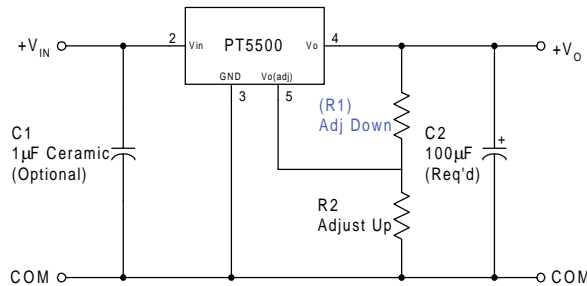 +V_IN
2
Vin
PT5500
Vo
4
+V_O
GND
Vo(adj)
3
5
(R1)
Adj Down
C1
1μF Ceramic
(Optional)
C2
+
100μF
(Req'd)
R2
Adjust Up
COM
COM